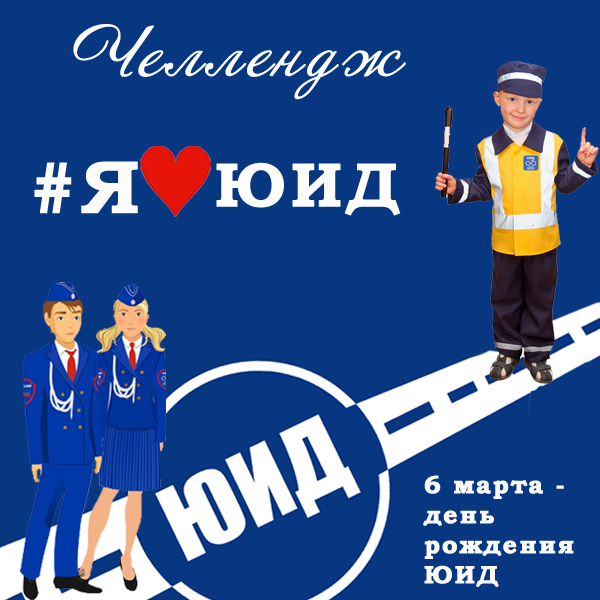 Челлендж
#Я ЮИД
ЮИД
6 марта -
день
рождения
ЮИД